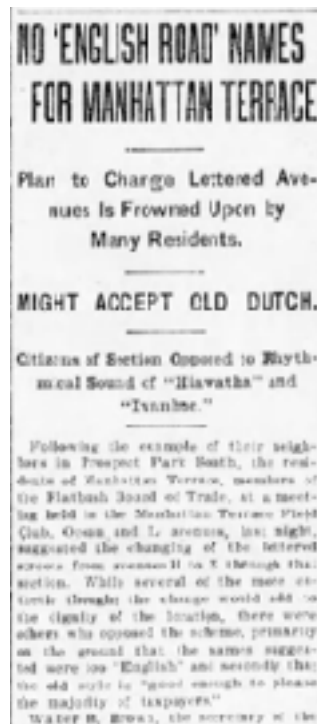 NO 'ENGLISH ROAD' NAMES
FOR MANHATTAN TERRACE
Plan to Change Lettered Ave-
nues Is Frowned Upon by
Many Residents.
MIGHT ACCEPT OLD DUTCH.
Citizens of Section Opposed to Rhyth-
mical Sound of "Hiawatha" and
"Ivanhoe."
Following the example of their neigh-
bors in Prospect Park South, the resi-
dents of Manhattan Terrace, members of
the Flatbush Board of Trade, at a meet-
ing held in the Manhattan Terrace Field
Club, Ocean and L avenues, last night,
suggested the changing of the lettered
streets from avenue H to through that
section. While several of the more
thought the change would add to
the dignity of the location, there were
others who opposed the scheme, primarily
on the ground that the names sugges-
ted were too "English" and secondly that
the old style is "good enough to please
the majority of taxpayers."
Walter H. Brown, the secretary of the